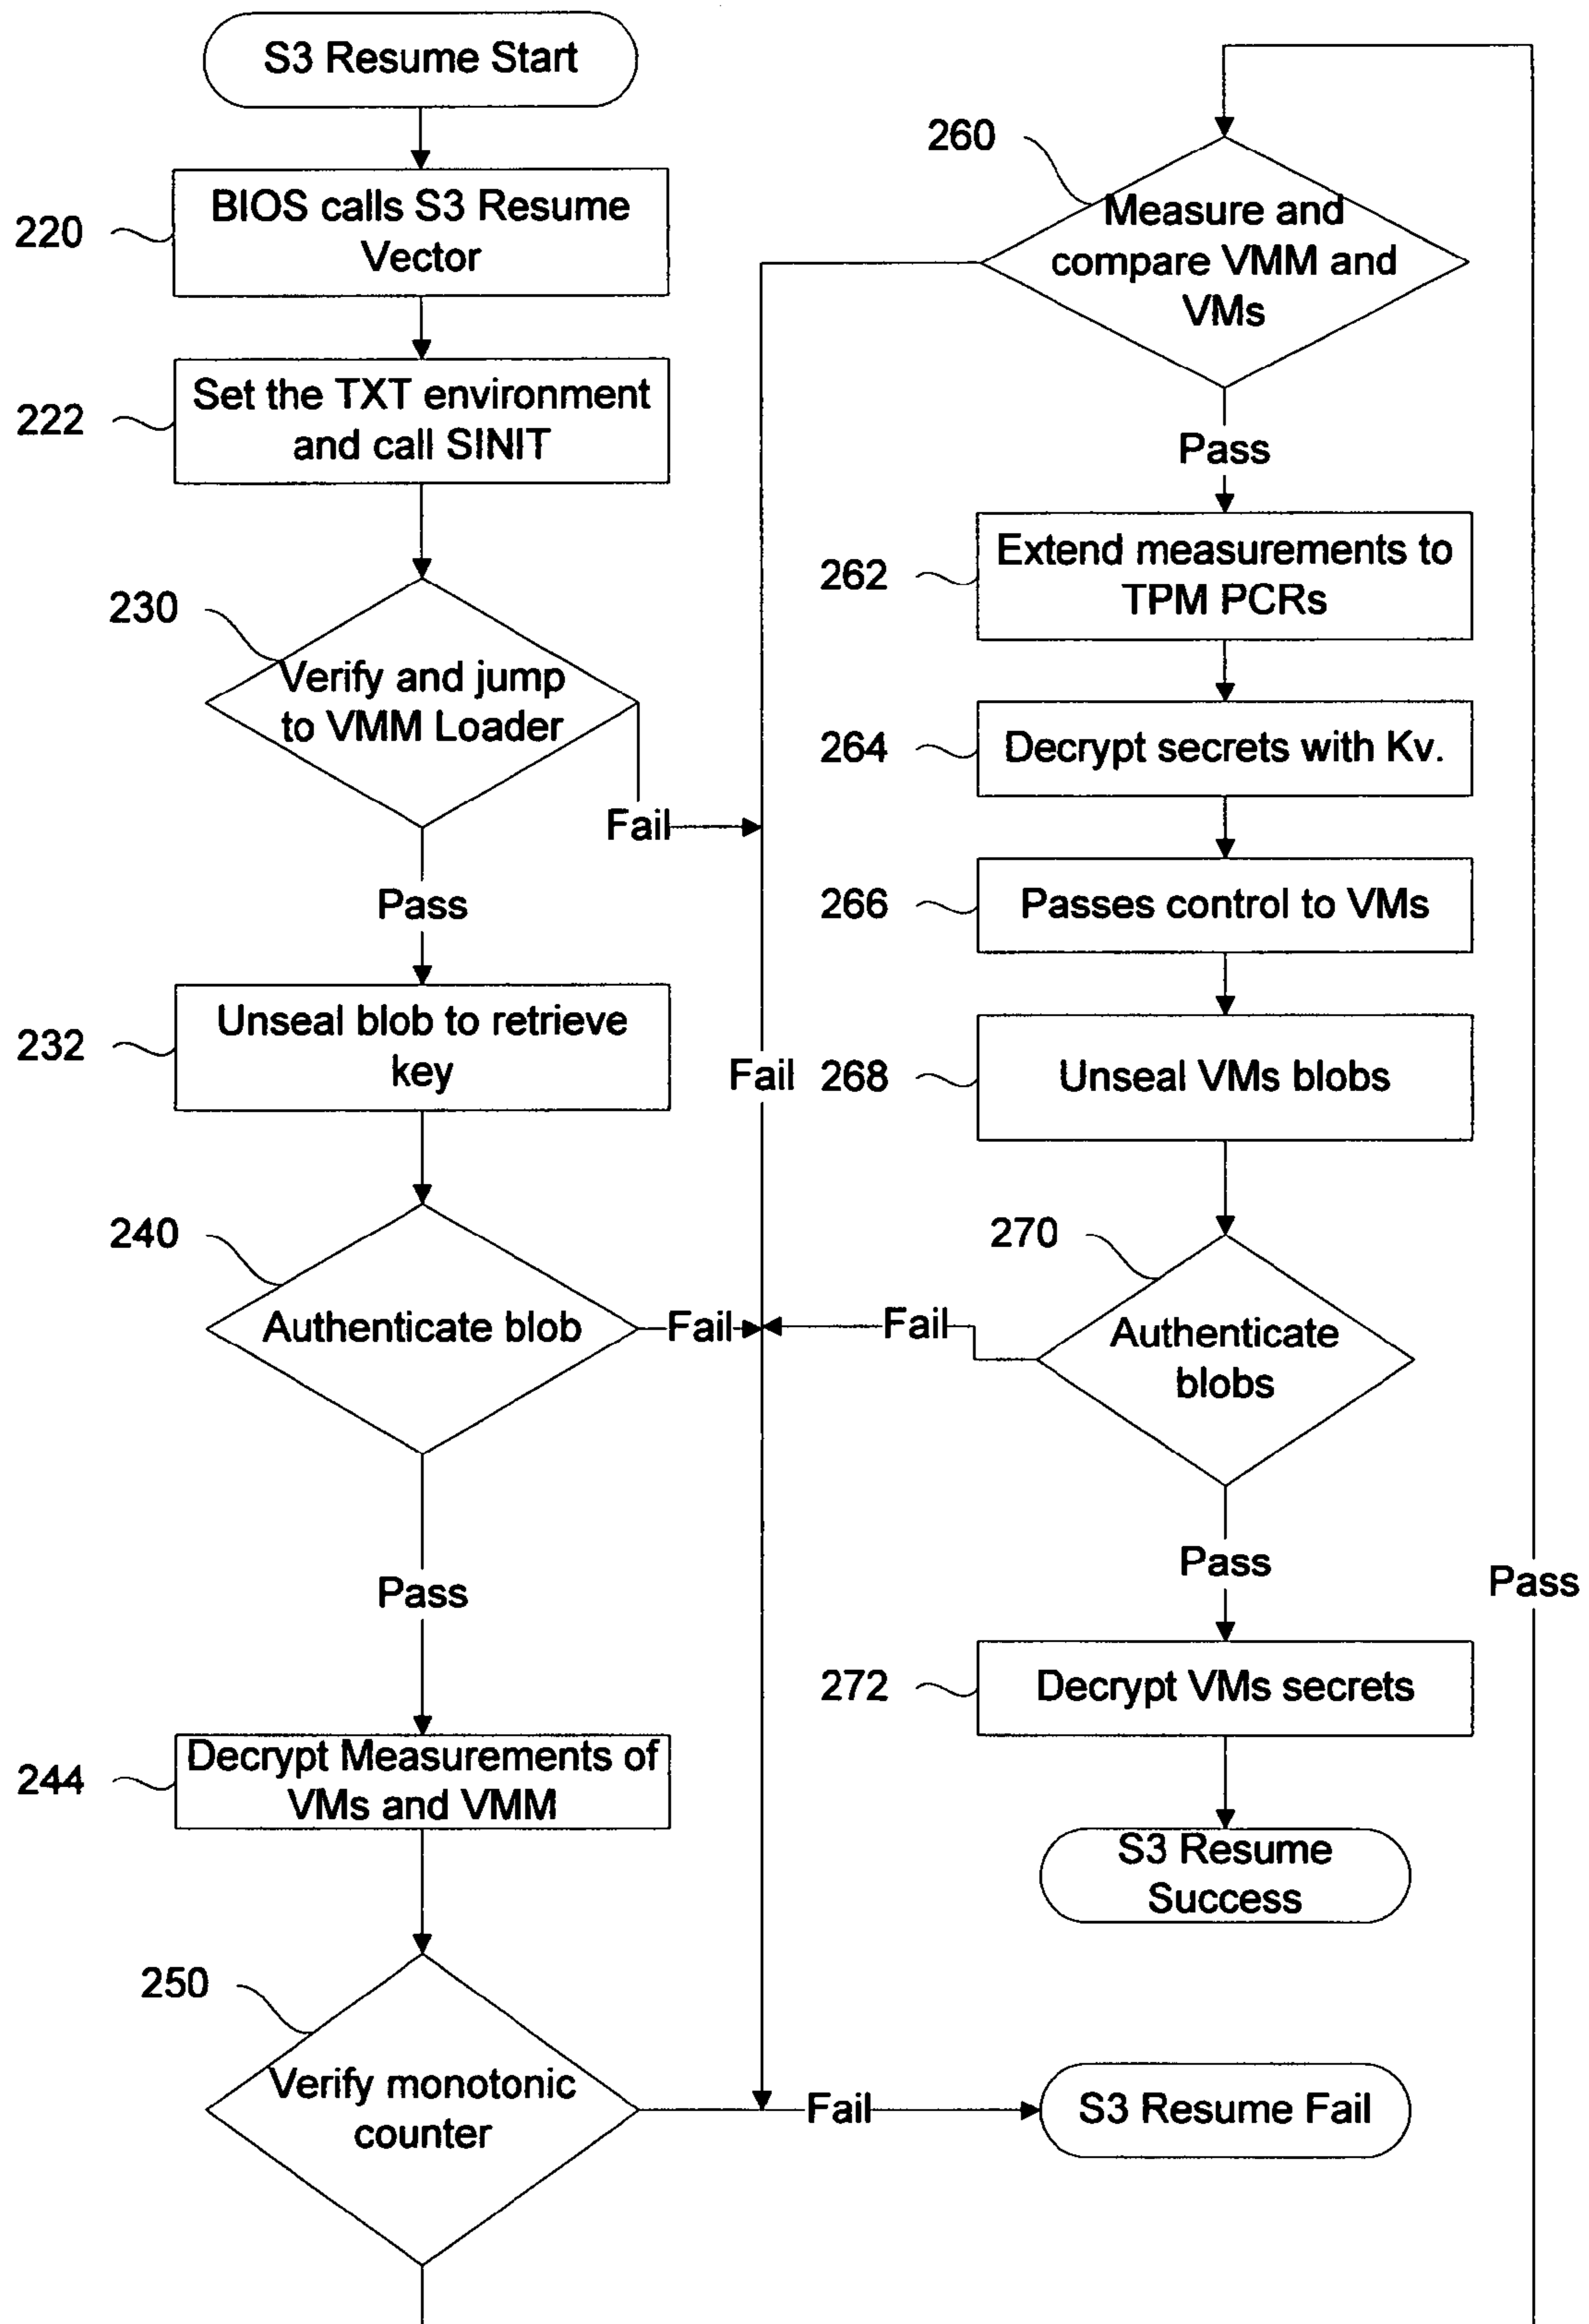 S3 Resume Start
220
BIOS calls S3 Resume
Vector
222
Set the TXT environment
and call SINIT
230
Verify and jump
to VMM Loader
Fail
Pass
232
Unseal blob to retrieve
key
240
Authenticate blob
Fail
Pass
244
Decrypt Measurements of
VMs and VMM
250
Verify monotonic
counter
Fail
Fail
S3 Resume Fail
Pass
260
Measure and
compare VMM and
VMs
Pass
262
Extend measurements to
TPM PCRs
264
Decrypt secrets with Kv.
266
Passes control to VMs
268
Unseal VMs blobs
270
Authenticate
blobs
Fail
Pass
272
Decrypt VMs secrets
S3 Resume
Success